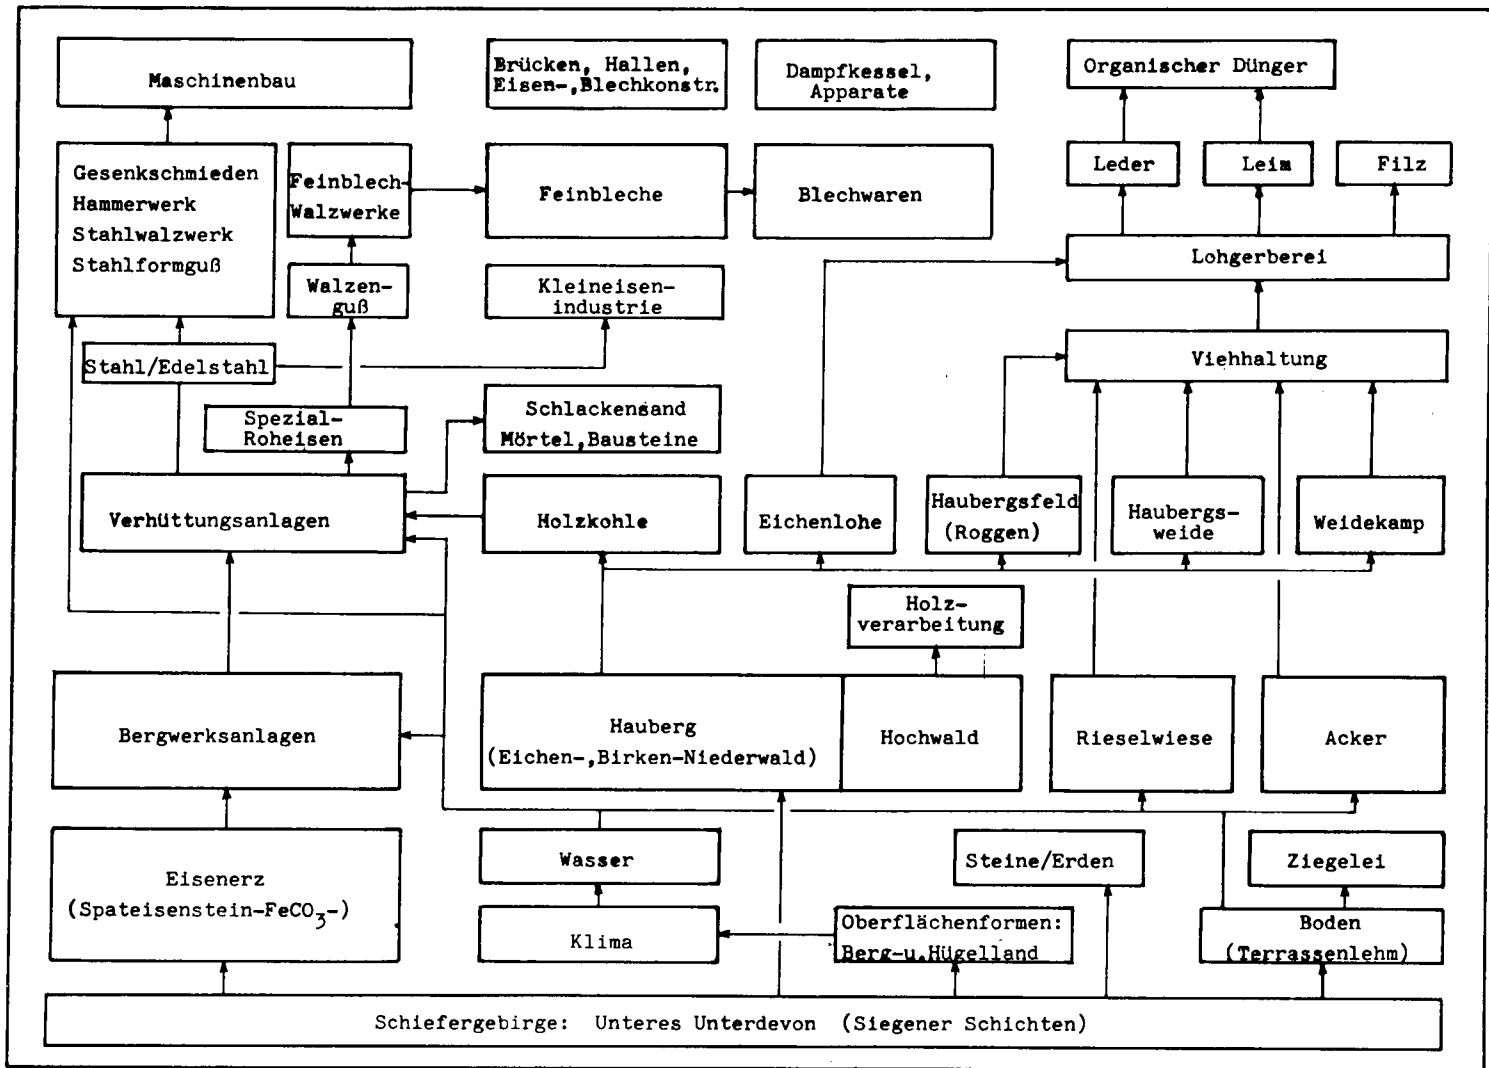 Maschinenbau
Brücken, Hallen,
Eisen-,Blechkonstr.
Dampfkessel,
Apparate
Organischer Dünger
Gesenkschmieden
Hammerwerk
Stahlwalzwerk
Stahlformguß
Feinblech-
Walzwerke
Feinbleche
Blechwaren
Leder
Leim
Filz
Lohgerberei
Walzen-
guß
Kleineisen-
industrie
Stahl/Edelstahl
Viehhaltung
Spezial-
Roheisen
Schlackensand
Mörtel,Bausteine
Verhüttungsanlagen
Holzkohle
Eichenlohe
Haubergsfeld
(Roggen)
Haubergs-
weide
Weidekamp
Holz-
verarbeitung
Bergwerksanlagen
Hauberg
(Eichen-,Birken-Niederwald)
Hochwald
Rieselwiese
Acker
Eisenerz
(Spateisenstein-FeCO3-)
Wasser
Steine/Erden
Ziegelei
Klima
Oberflächenformen:
Berg-u.Hügelland
Boden
(Terrassenlehm)
Schiefergebirge: Unteres Unterdevon (Siegener Schichten)